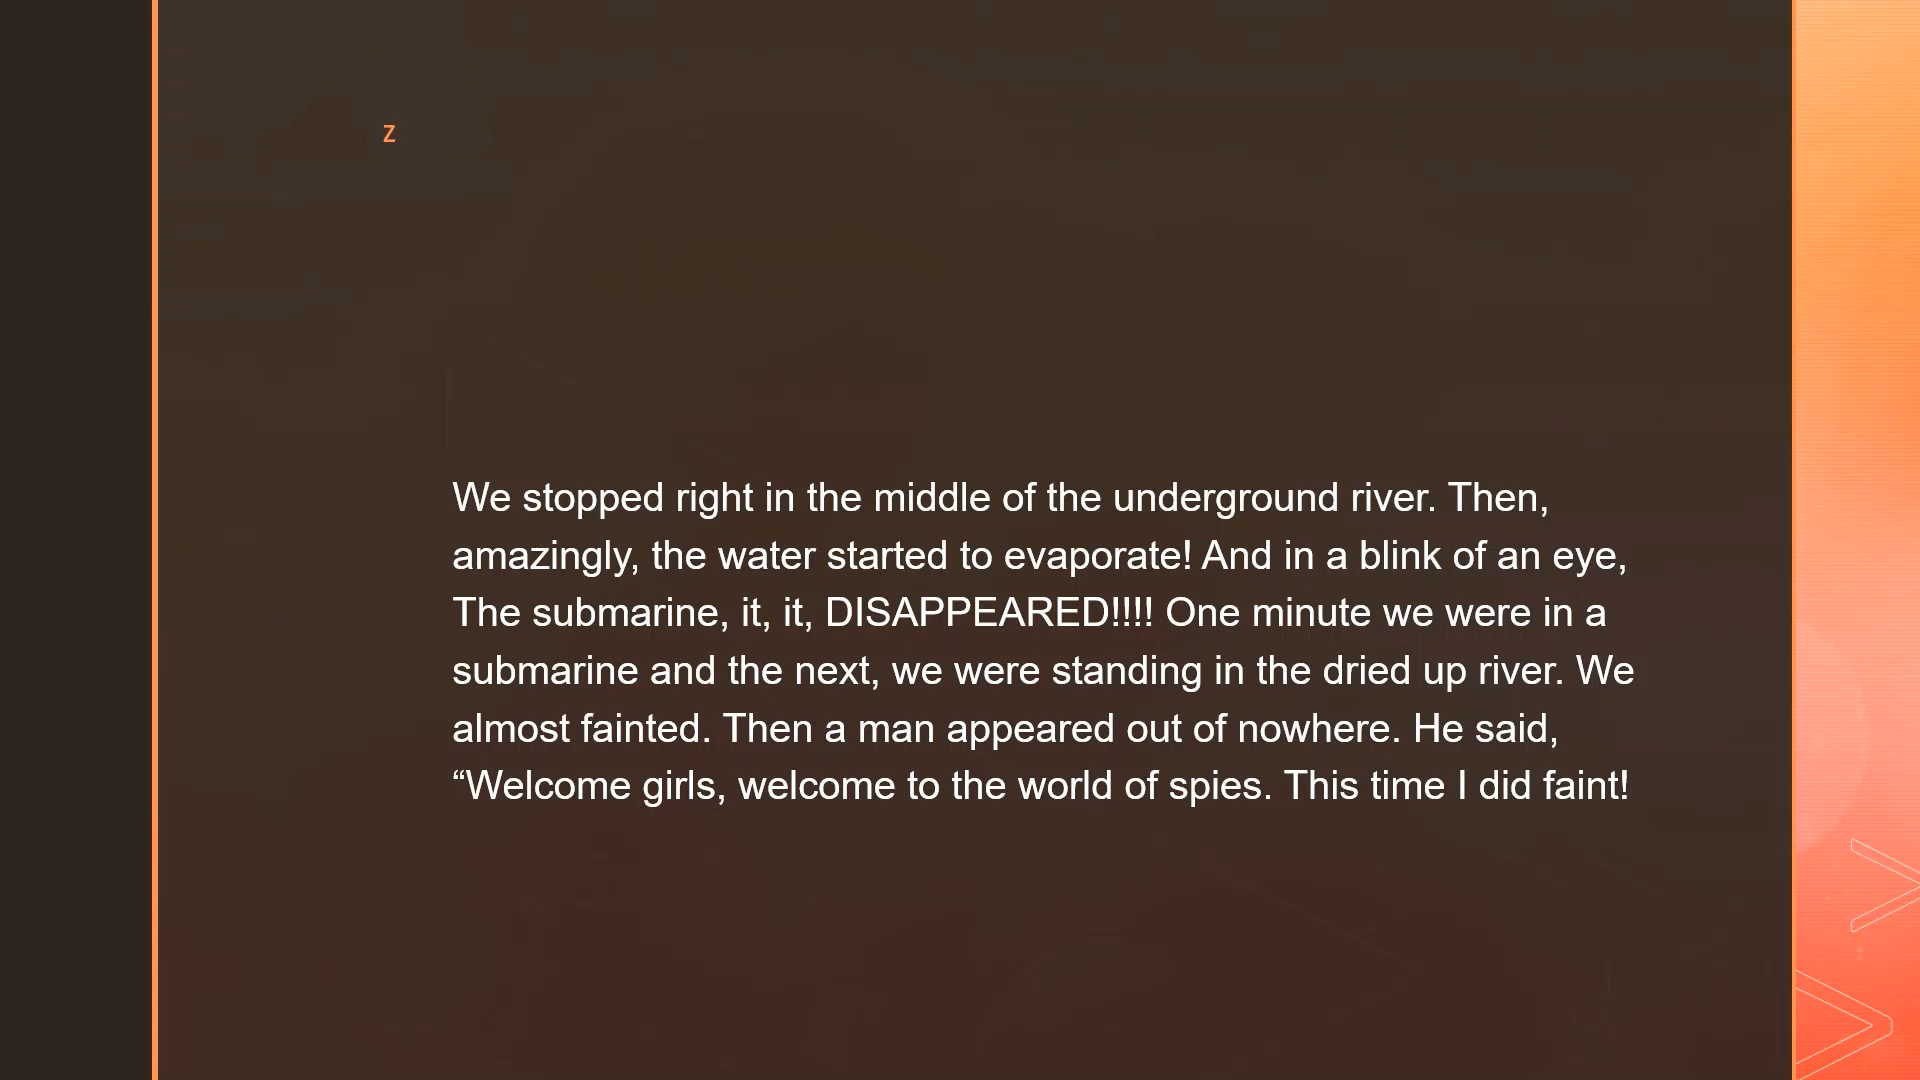 z
We stopped right in the middle of the underground river. Then,
amazingly, the water started to evaporate! And in a blink of an eye,
The submarine, it, it, DISAPPEARED!!!! One minute we were in a
submarine and the next, we were standing in the dried up river. We
almost fainted. Then a man appeared out of nowhere. He said,
“Welcome girls, welcome to the world of spies. This time I did faint!